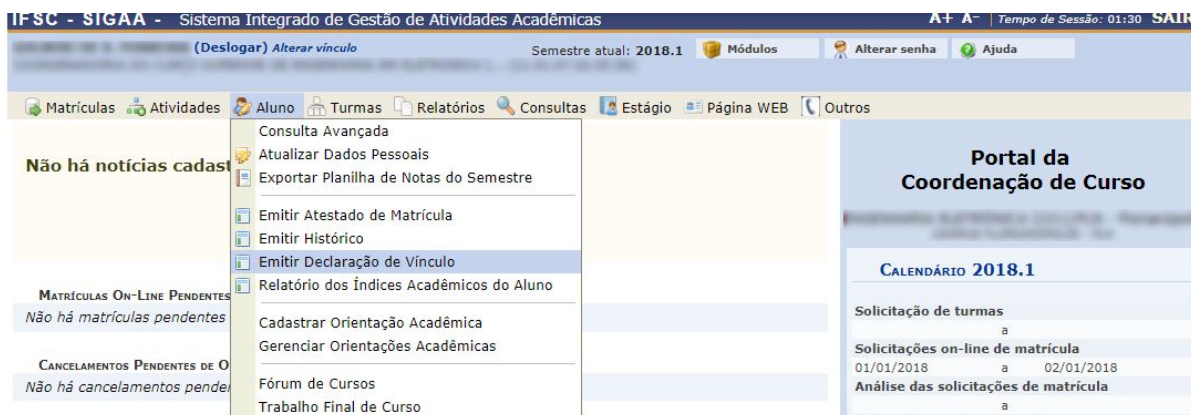 IFSC - SIGAA - Sistema Integrado de Gestão de Atividades Acadêmicas
A+ A- | Tempo de Sessão: 01:30 SAIR
(Deslogar) Alterar vínculo
Semestre atual: 2018.1
Módulos
Alterar senha
Ajuda
Matrículas Atividades Aluno Turmas Relatórios Consultas Estágio Página WEB Outros
Não há notícias cadast
Consulta Avançada
Atualizar Dados Pessoais
Exportar Planilha de Notas do Semestre
Emitir Atestado de Matrícula
Emitir Histórico
Emitir Declaração de Vínculo
Relatório dos Índices Acadêmicos do Aluno
Cadastrar Orientação Acadêmica
Gerenciar Orientações Acadêmicas
Fórum de Cursos
Trabalho Final de Curso
Matrículas On-Line Pendentes
Não há matrículas pendentes
Cancelamentos Pendentes de O
Não há cancelamentos penden
Portal da
Coordenação de Curso
Calendário 2018.1
Solicitação de turmas
a
Solicitações on-line de matrícula
01/01/2018 a 02/01/2018
Análise das solicitações de matrícula
a